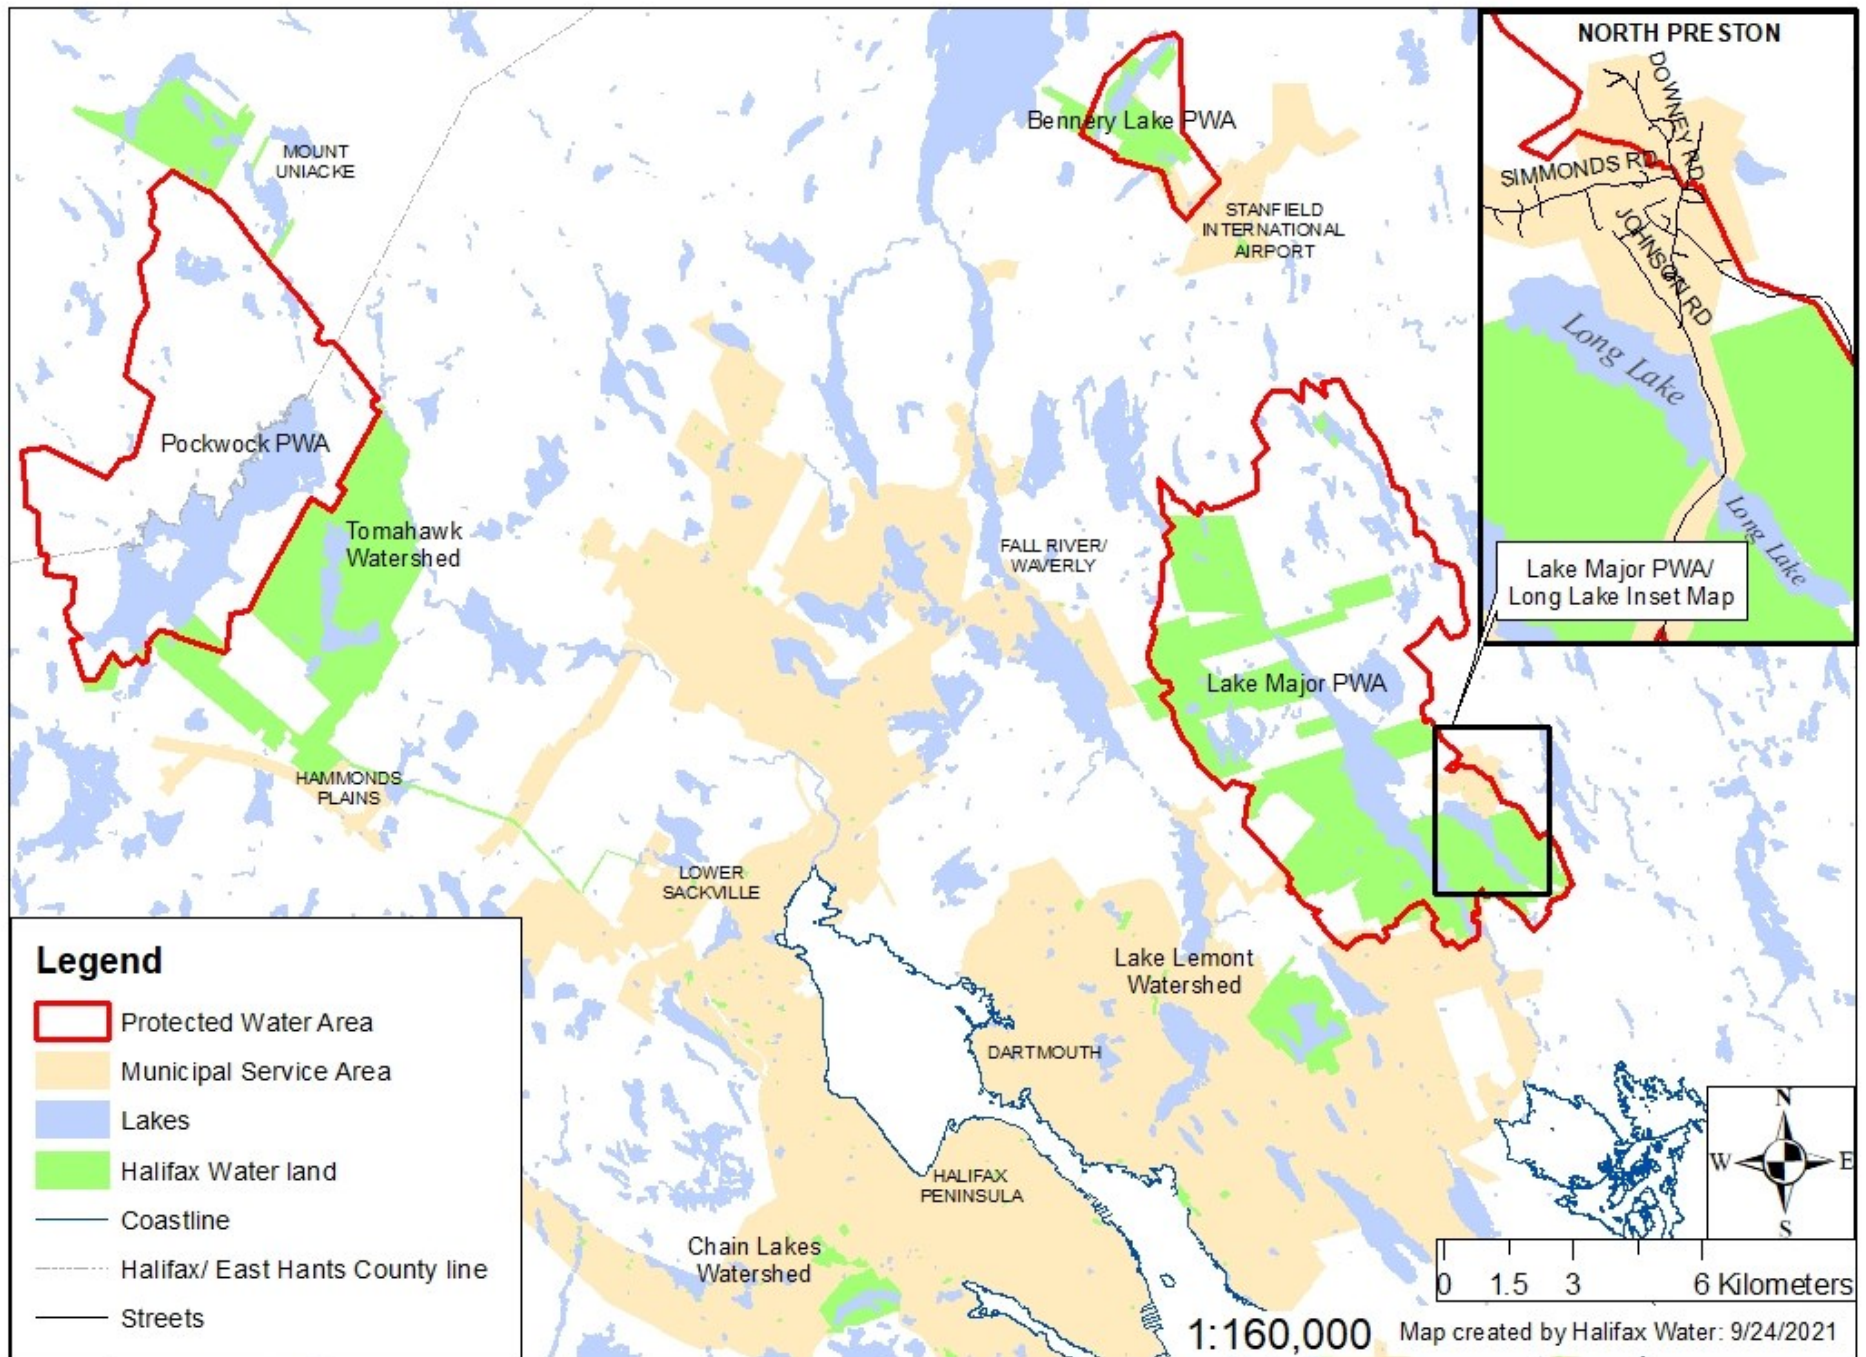 NORTH PRESTON
DOWNEY RD
SIMMONDS RD
JOHNSON RD
Long Lake
Long Lake
Lake Major PWA/
Long Lake Inset Map
Bennery Lake PWA
MOUNT
UNIACKE
STANFIELD
INTERNATIONAL
AIRPORT
Pockwock PWA
Tomahawk
Watershed
FALL RIVER/
WAVERLY
Lake Major PWA
HAMMONDS
PLAINS
LOWER
SACKVILLE
Lake Lemont
Watershed
DARTMOUTH
HALIFAX
PENINSULA
Chain Lakes
Watershed
Legend
Protected Water Area
Municipal Service Area
Lakes
Halifax Water land
Coastline
Halifax/ East Hants County line
Streets
N
W
E
S
0 1.5 3 6 Kilometers
1:160,000
Map created by Halifax Water: 9/24/2021